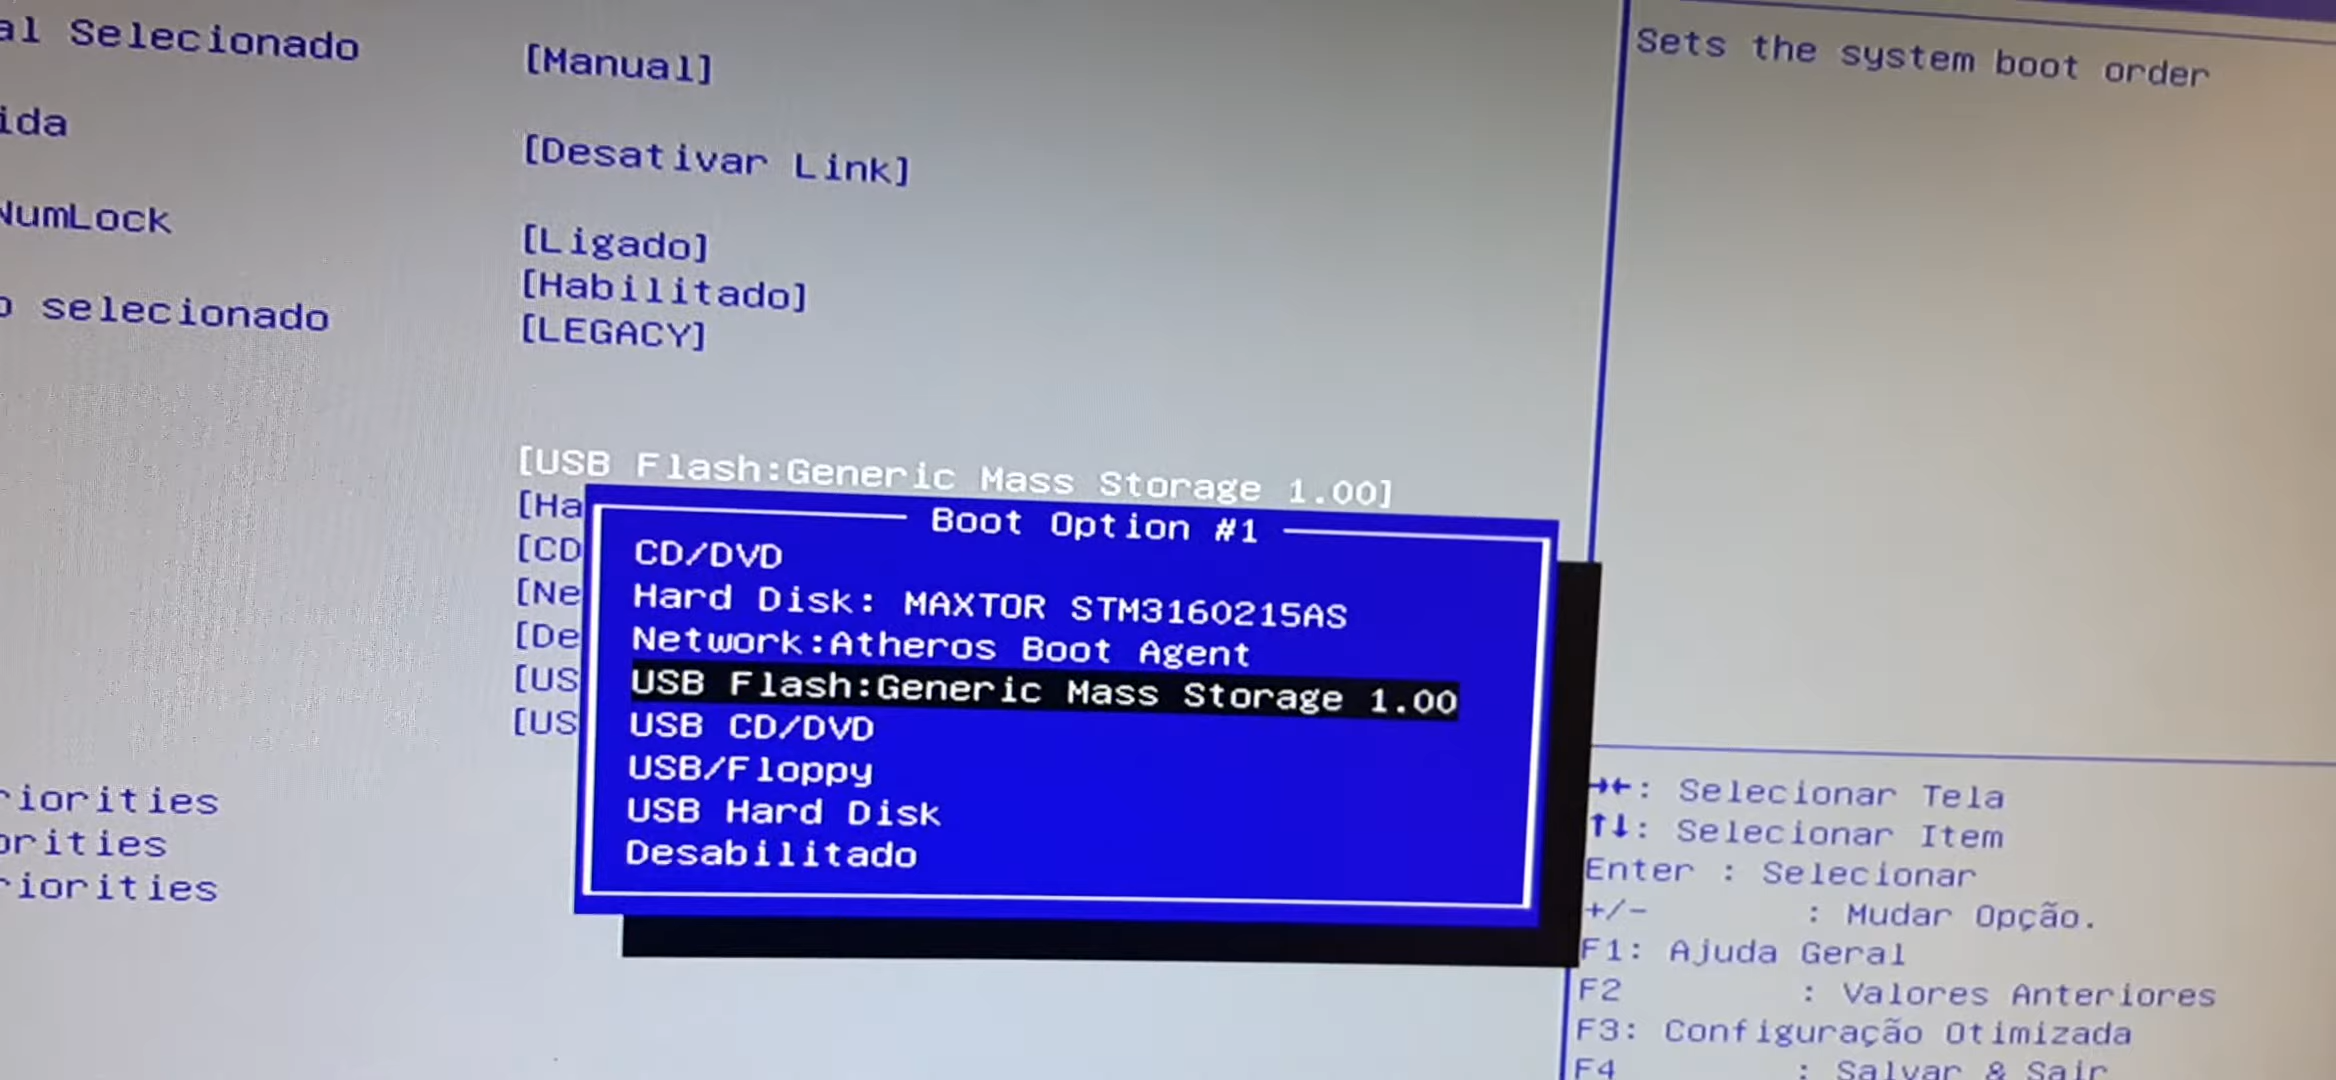 al Selecionado
[Manual]
ida
[Desativar Link]
NumLock
[Ligado]
[Habilitado]
o selecionado
[LEGACY]
[USB Flash:Generic Mass Storage 1.00]
[Ha
[CD
[Ne
[De
[US
[US
Boot Option #1
CD/DVD
Hard Disk: MAXTOR STM3160215AS
Network:Atheros Boot Agent
USB Flash:Generic Mass Storage 1.00
USB CD/DVD
USB/Floppy
USB Hard Disk
Desabilitado
riorities
orities
riorities
Sets the system boot order
→←: Selecionar Tela
↑↓: Selecionar Item
Enter : Selecionar
+/- : Mudar Opção.
F1: Ajuda Geral
F2 : Valores Anteriores
F3: Configuração Otimizada
F4 : Salvar & Sair